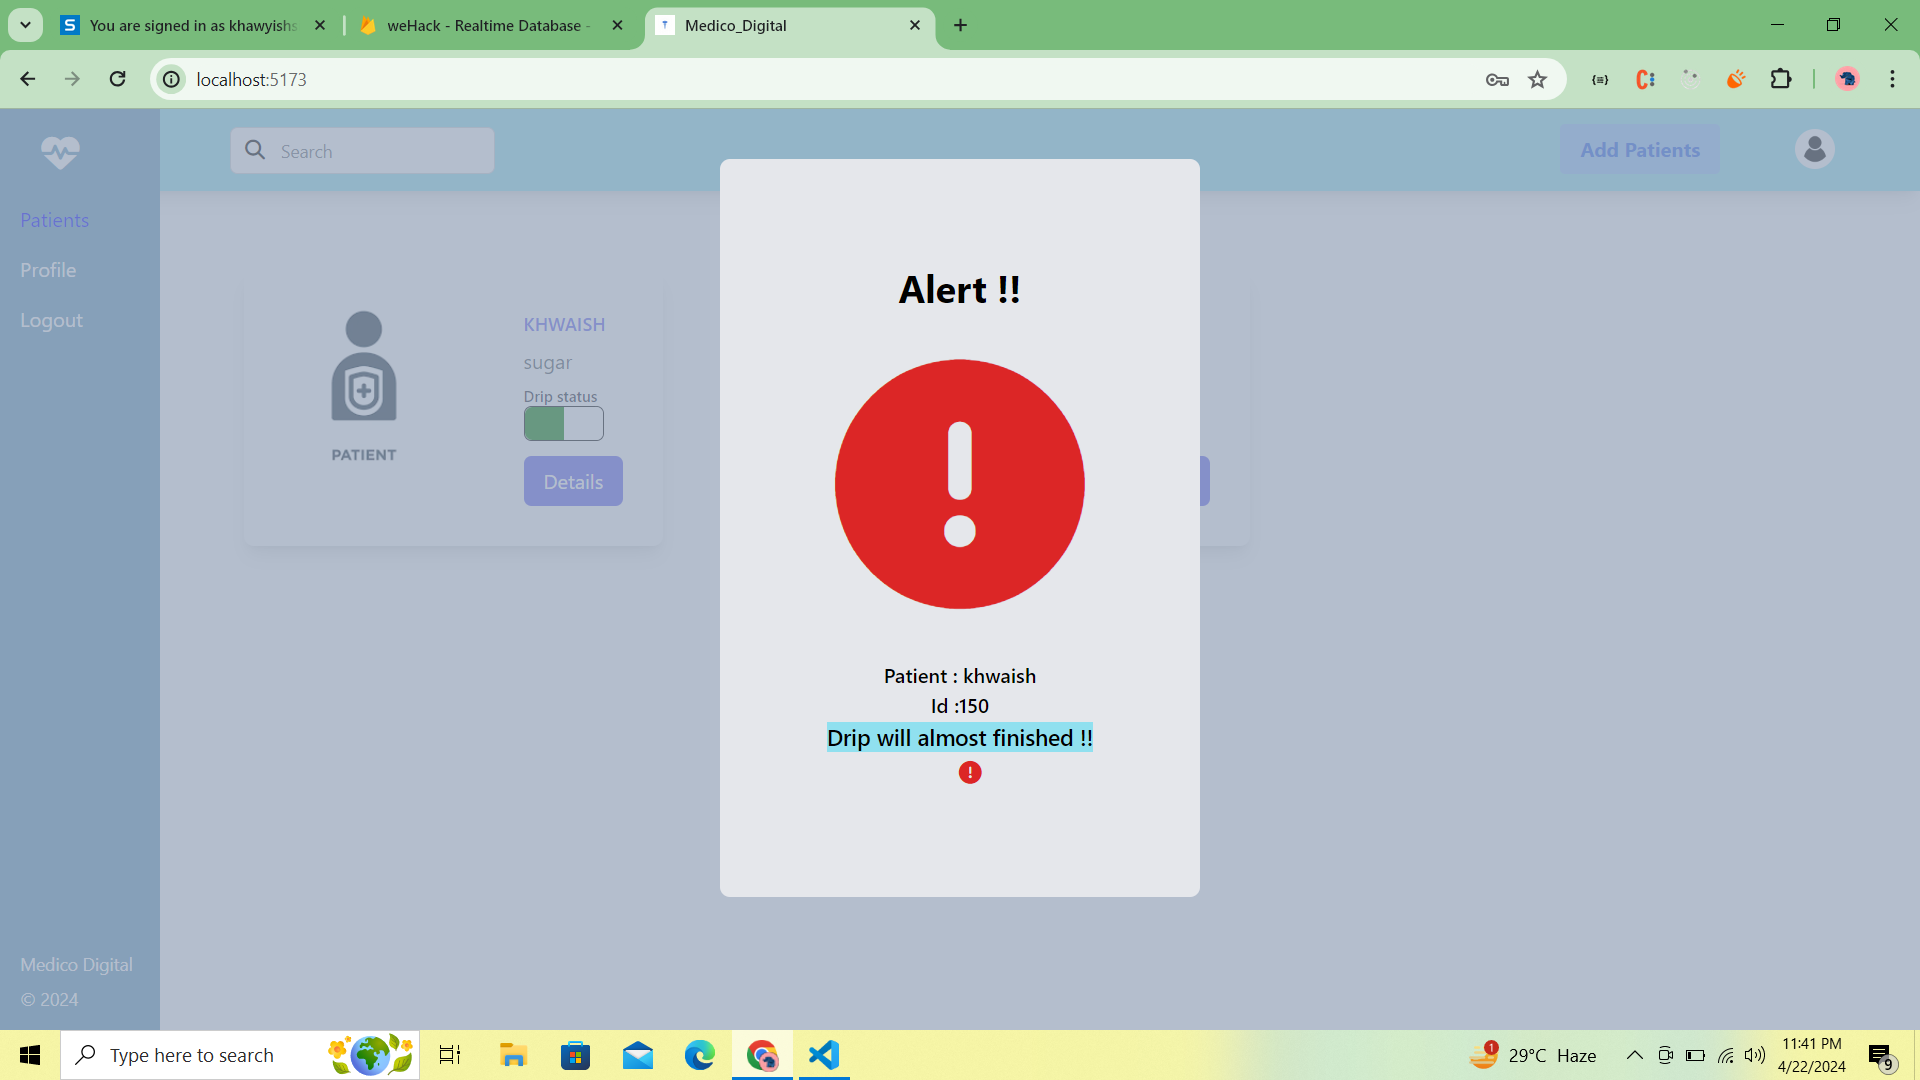 You are signed in as khawyishs
weHack - Realtime Database -
Medico_Digital
localhost:5173
Search
Add Patients
Patients
Profile
Logout
Alert !!
KHWAISH
sugar
Drip status
PATIENT
Details
Patient : khwaish
Id :150
Drip will almost finished !!
Medico Digital
© 2024
Type here to search
1
29°C Haze
11:41 PM
4/22/2024
9